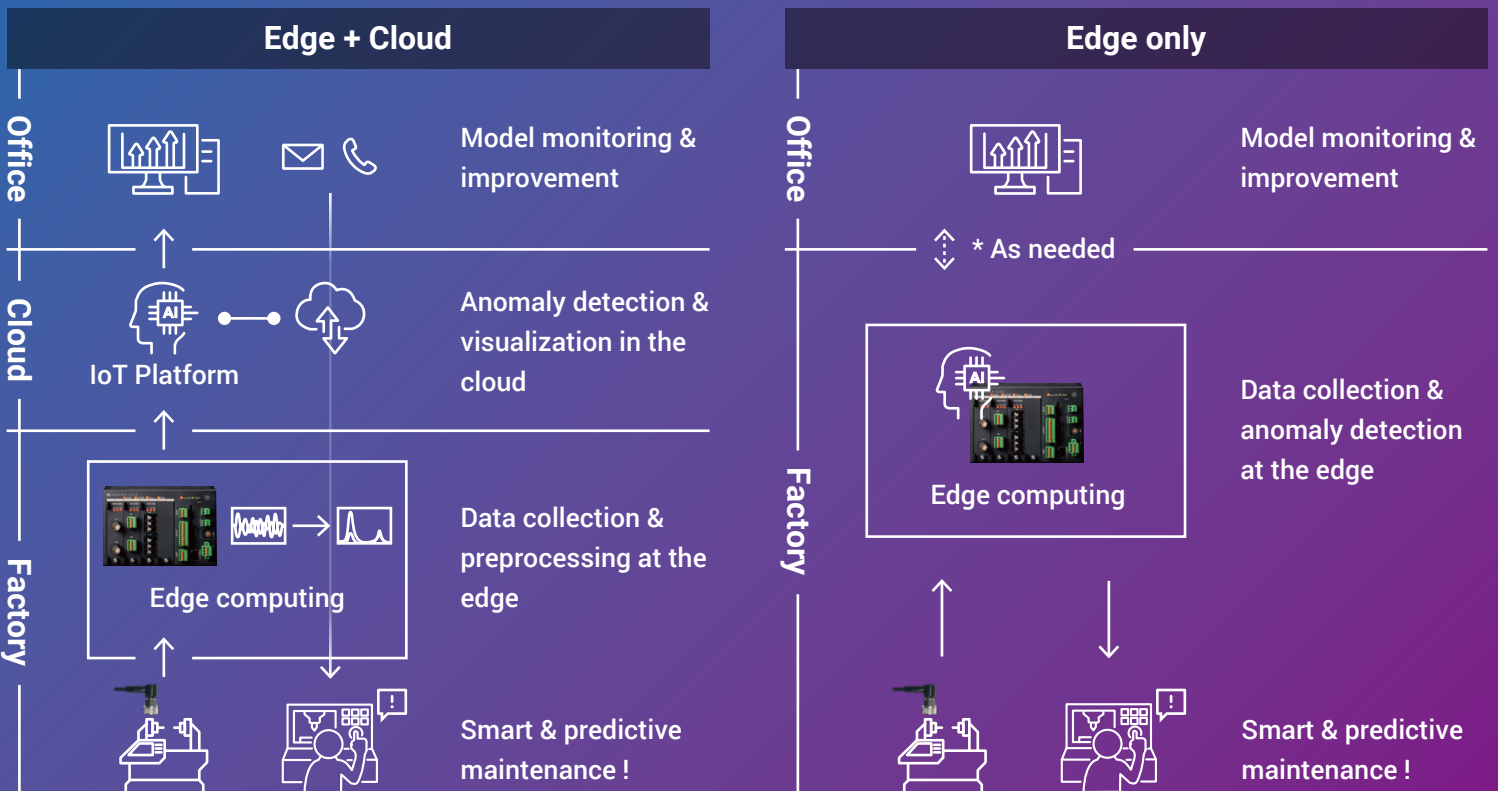 Edge + Cloud
Office
Model monitoring &
improvement
Cloud
AI
IoT Platform
Anomaly detection &
visualization in the
cloud
Factory
Edge computing
Data collection &
preprocessing at the
edge
!
Smart & predictive
maintenance !
Edge only
Office
Model monitoring &
improvement
* As needed
Factory
AI
Edge computing
Data collection &
anomaly detection
at the edge
!
Smart & predictive
maintenance !